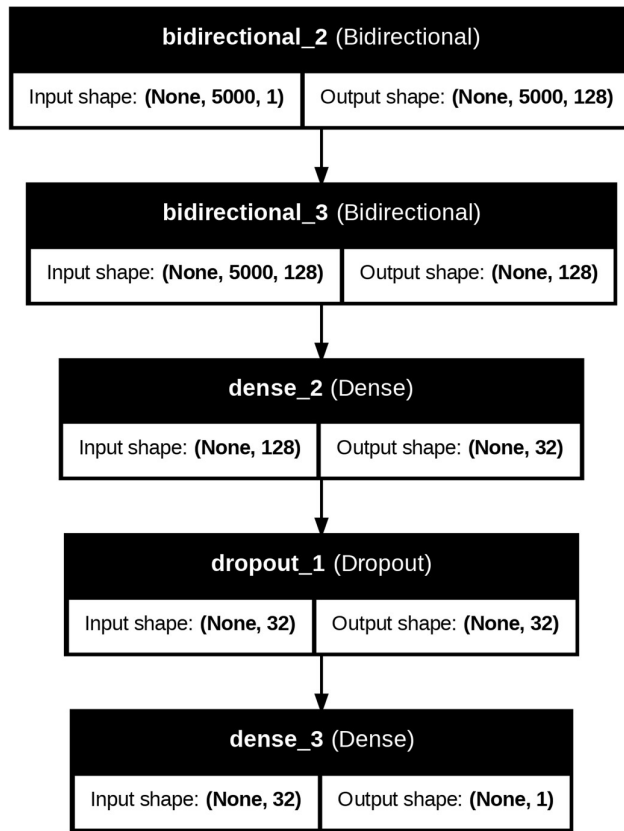 bidirectional_2 (Bidirectional)
Input shape: (None, 5000, 1) Output shape: (None, 5000, 128)
bidirectional_3 (Bidirectional)
Input shape: (None, 5000, 128) Output shape: (None, 128)
dense_2 (Dense)
Input shape: (None, 128) Output shape: (None, 32)
dropout_1 (Dropout)
Input shape: (None, 32) Output shape: (None, 32)
dense_3 (Dense)
Input shape: (None, 32) Output shape: (None, 1)